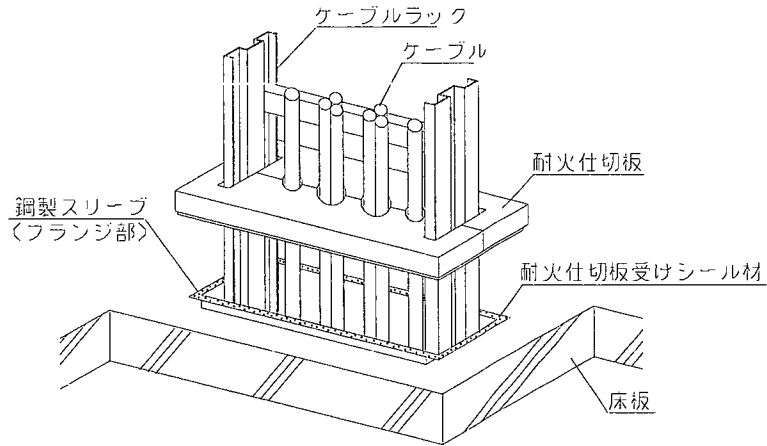 ケーブルラック
ケーブル
耐火仕切板
鋼製スリーブ
(フランジ部)
耐火仕切板受けシール材
床板